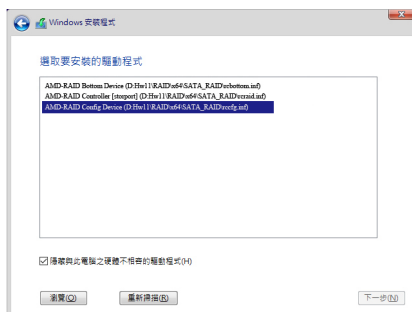 Windows 安裝程式
選取要安裝的驅動程式
AMD-RAID Bottom Device (D:\Hw11\RAID\x64\SATA_RAID\rcbottom.inf)
AMD-RAID Controller [storport] (D:\Hw11\RAID\x64\SATA_RAID\rcraid.inf)
AMD-RAID Config Device (D:\Hw11\RAID\x64\SATA_RAID\rccfg.inf)
隱藏與此電腦之硬體不相容的驅動程式(H)
瀏覽(O) 重新掃描(R) 下一步(N)